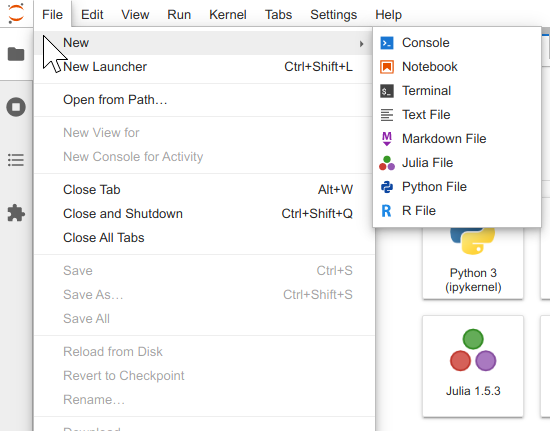 File Edit View Run Kernel Tabs Settings Help
New
New Launcher Ctrl+Shift+L
Open from Path…
New View for
New Console for Activity
Close Tab Alt+W
Close and Shutdown Ctrl+Shift+Q
Close All Tabs
Save Ctrl+S
Save As… Ctrl+Shift+S
Save All
Reload from Disk
Revert to Checkpoint
Rename…
Download
Console
Notebook
Terminal
Text File
Markdown File
Julia File
Python File
R File
Python 3
(ipykernel)
Julia 1.5.3